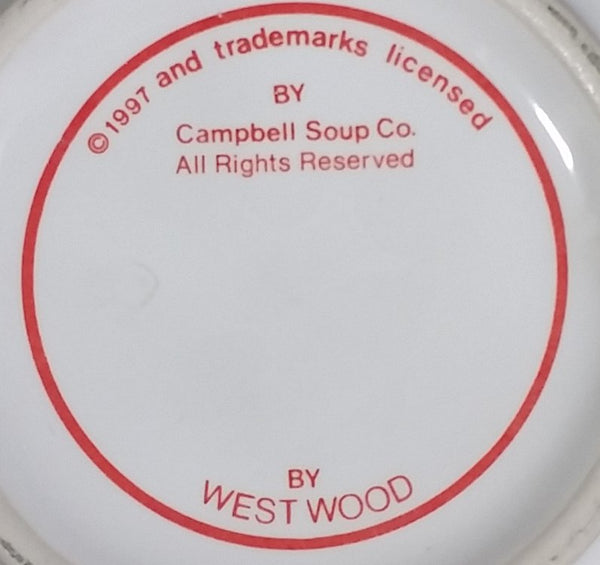 ©1997 and trademarks licensed
BY
Campbell Soup Co.
All Rights Reserved
BY
WEST WOOD